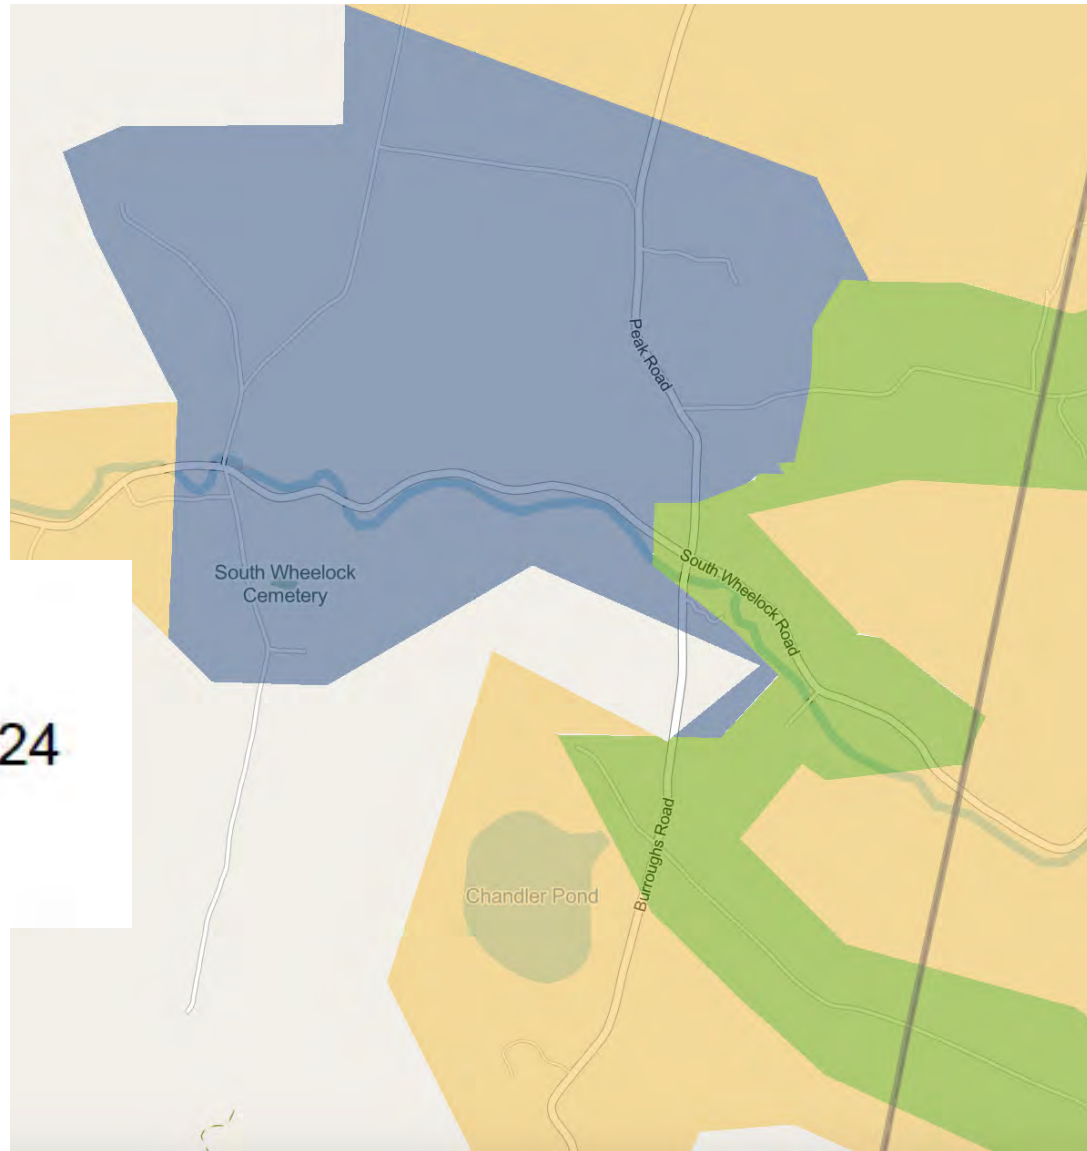 Peak Road
South Wheelock Road
South Wheelock
Cemetery
24
Chandler Pond
Burroughs Road